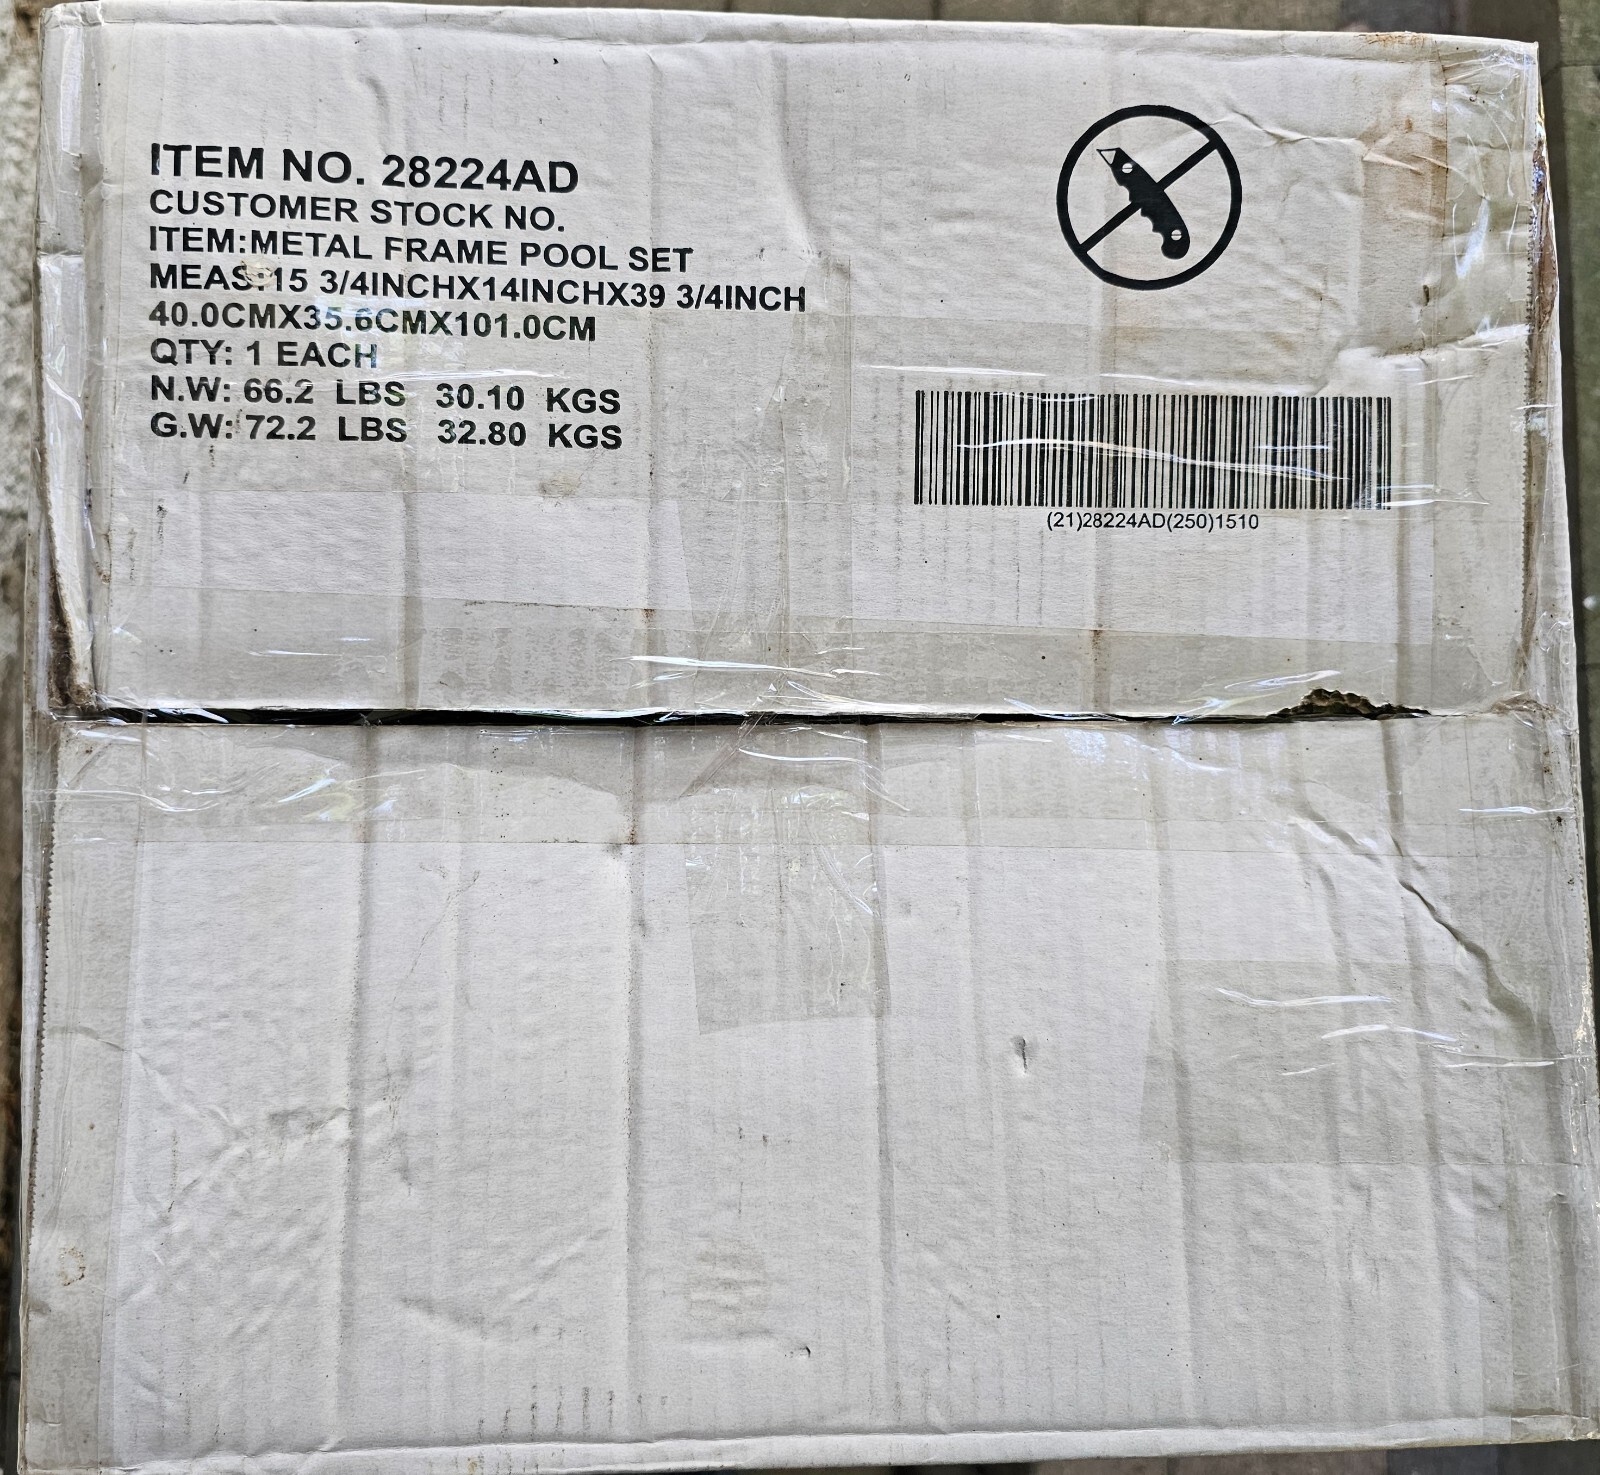 ITEM NO. 28224AD
CUSTOMER STOCK NO.
ITEM:METAL FRAME POOL SET
MEAS:15 3/4INCHX14INCHX39 3/4INCH
40.0CMX35.6CMX101.0CM
QTY: 1 EACH
N.W: 66.2 LBS 30.10 KGS
G.W: 72.2 LBS 32.80 KGS
(21)28224AD(250)1510